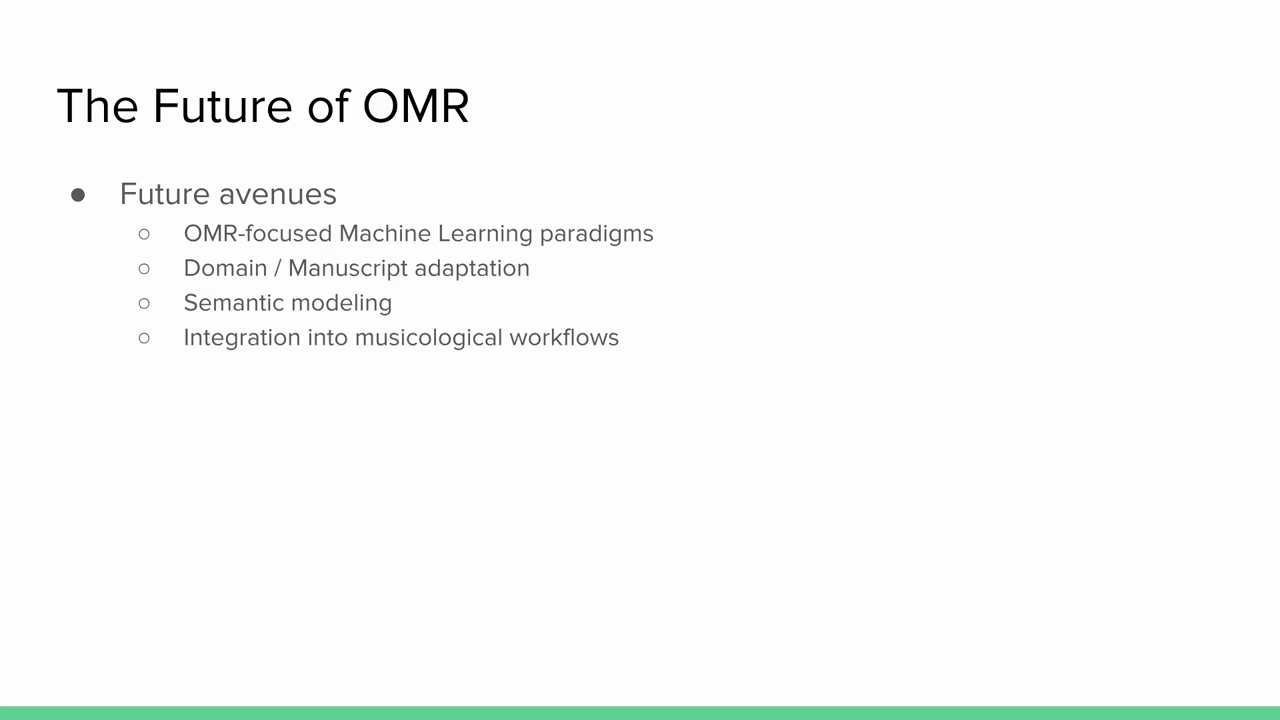 The Future of OMR
● Future avenues
○ OMR-focused Machine Learning paradigms
○ Domain / Manuscript adaptation
○ Semantic modeling
○ Integration into musicological workflows